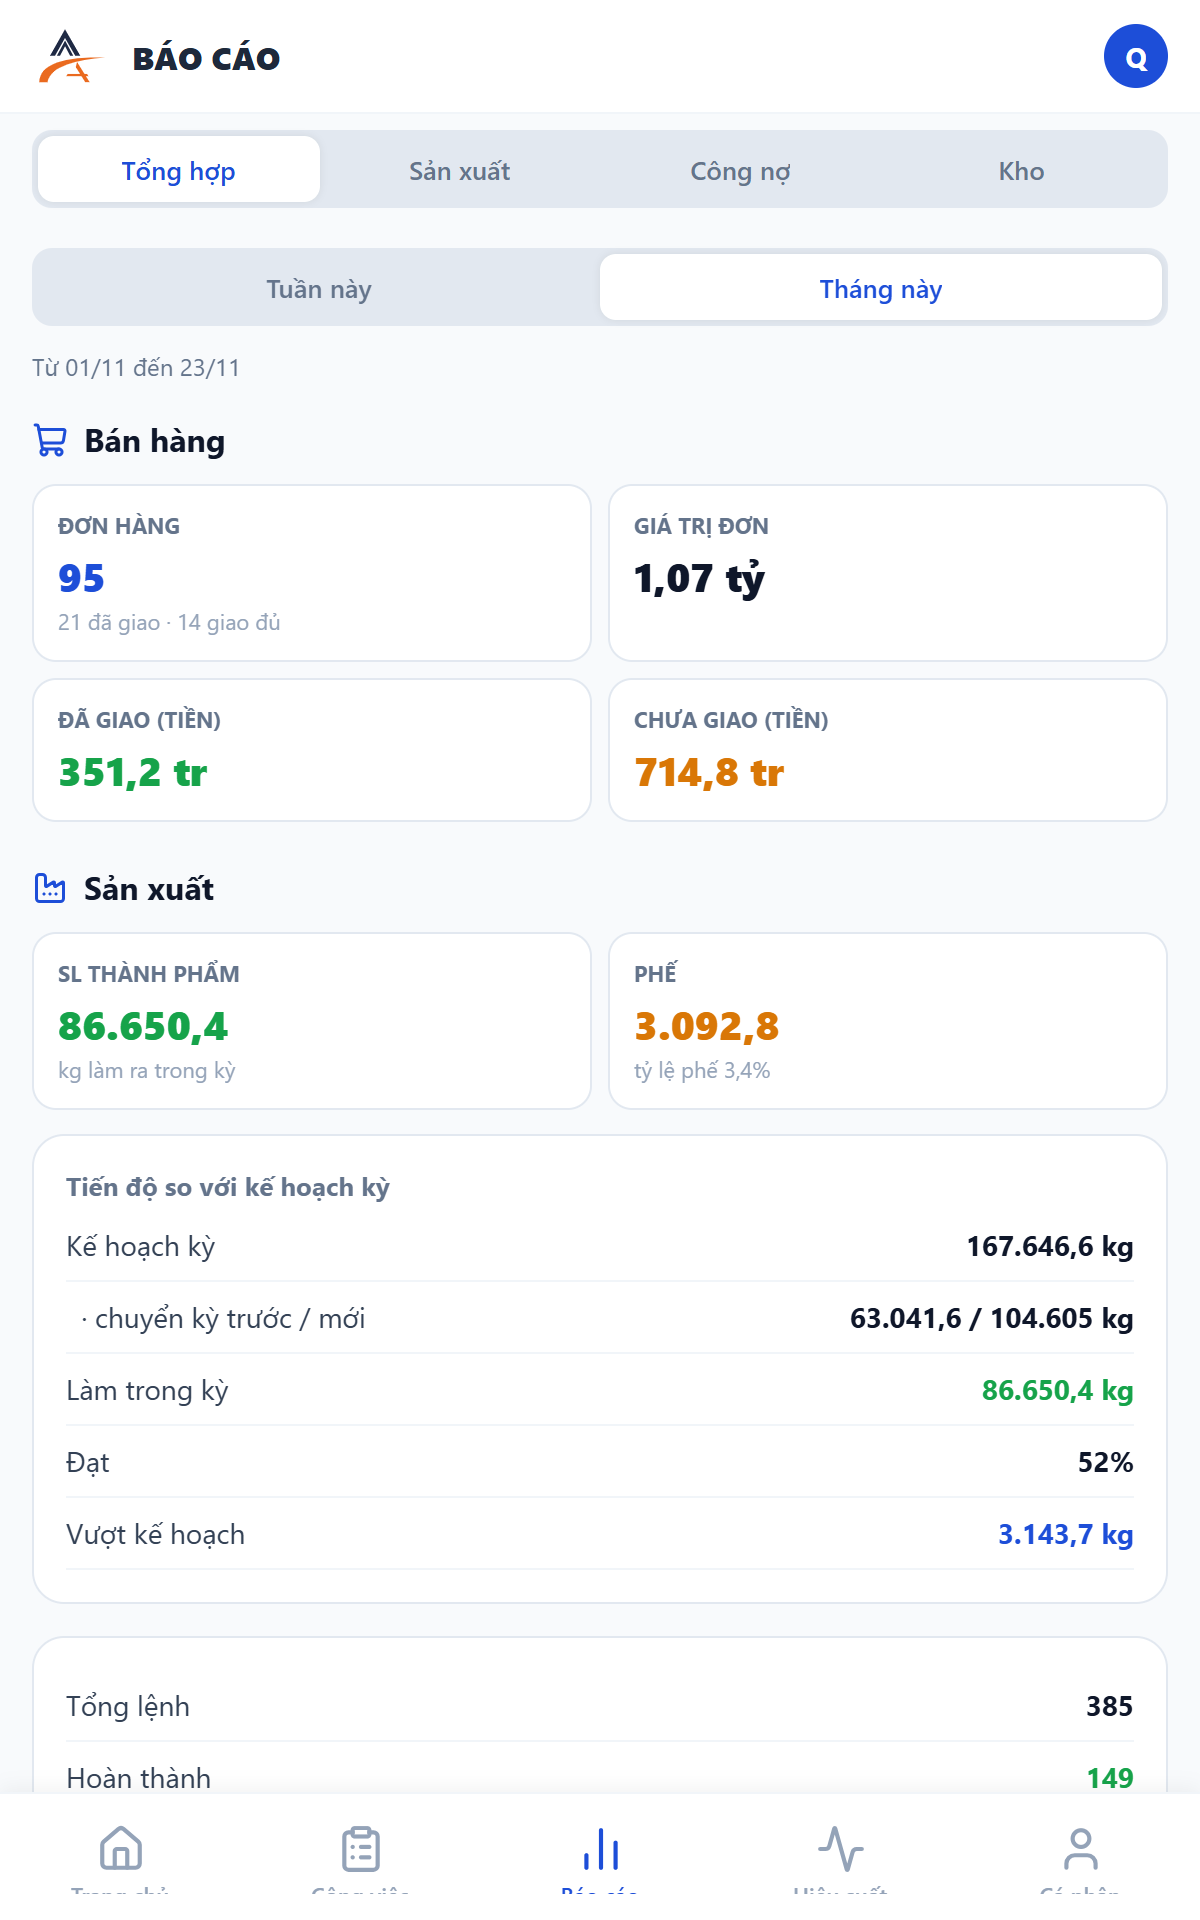 BÁO CÁO
Q
Tổng hợp
Sản xuất
Công nợ
Kho
Tuần này
Tháng này
Từ 01/11 đến 23/11
Bán hàng
ĐƠN HÀNG
95
21 đã giao · 14 giao đủ
GIÁ TRỊ ĐƠN
1,07 tỷ
ĐÃ GIAO (TIỀN)
351,2 tr
CHƯA GIAO (TIỀN)
714,8 tr
Sản xuất
SL THÀNH PHẨM
86.650,4
kg làm ra trong kỳ
PHẾ
3.092,8
tỷ lệ phế 3,4%
Tiến độ so với kế hoạch kỳ
Kế hoạch kỳ 167.646,6 kg
· chuyển kỳ trước / mới 63.041,6 / 104.605 kg
Làm trong kỳ 86.650,4 kg
Đạt 52%
Vượt kế hoạch 3.143,7 kg
Tổng lệnh 385
Hoàn thành 149